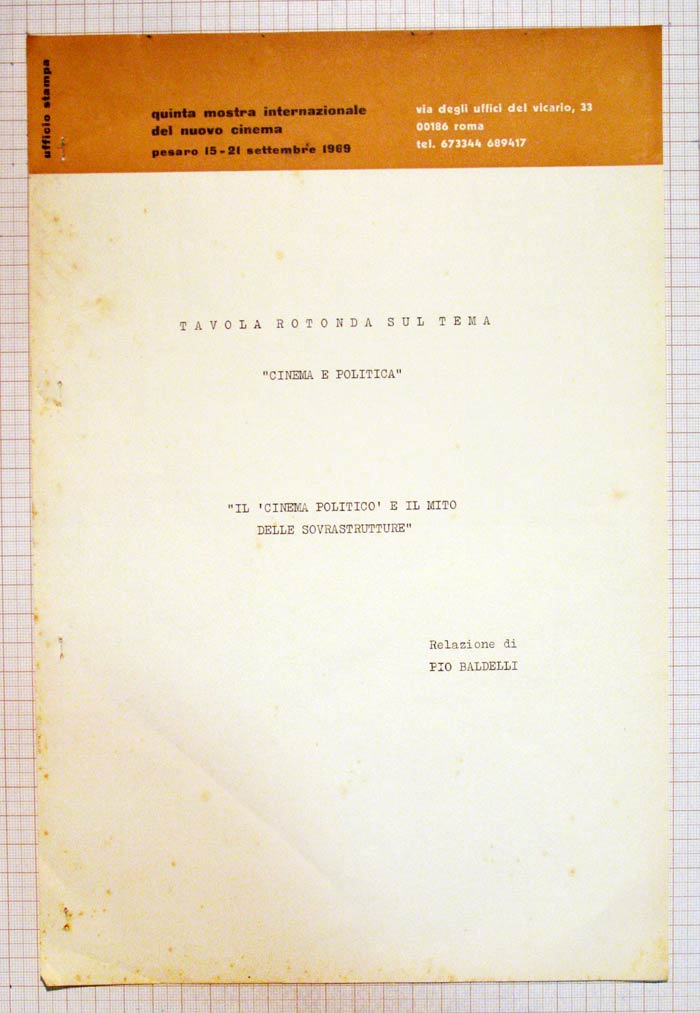 ufficio stampa
quinta mostra internazionale
del nuovo cinema
pesaro 15-21 settembre 1969
via degli uffici del vicario, 33
00186 roma
tel. 673344 689417
TAVOLA ROTONDA SUL TEMA
"CINEMA E POLITICA"
"IL 'CINEMA POLITICO' E IL MITO
DELLE SOVRASTRUTTURE"
Relazione di
PIO BALDELLI